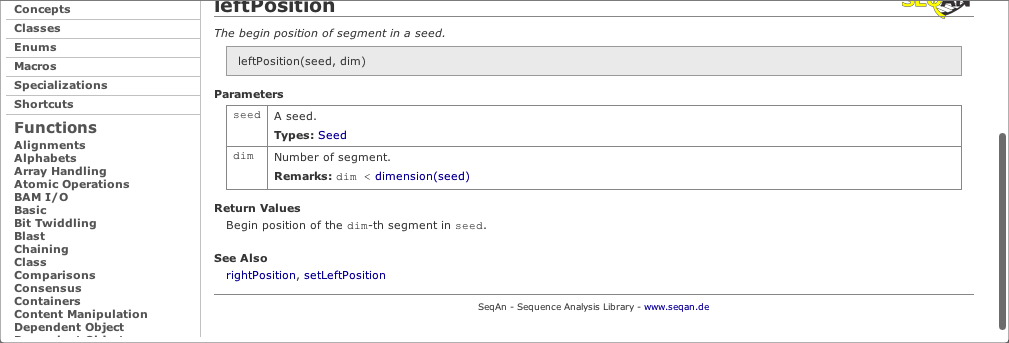 Concepts
Classes
Enums
Macros
Specializations
Shortcuts
Functions
Alignments
Alphabets
Array Handling
Atomic Operations
BAM I/O
Basic
Bit Twiddling
Blast
Chaining
Class
Comparisons
Consensus
Containers
Content Manipulation
Dependent Object
leftPosition
SEQAN
The begin position of segment in a seed.
leftPosition(seed, dim)
Parameters
seed A seed.
Types: Seed
dim Number of segment.
Remarks: dim < dimension(seed)
Return Values
Begin position of the dim-th segment in seed.
See Also
rightPosition, setLeftPosition
SeqAn - Sequence Analysis Library - www.seqan.de